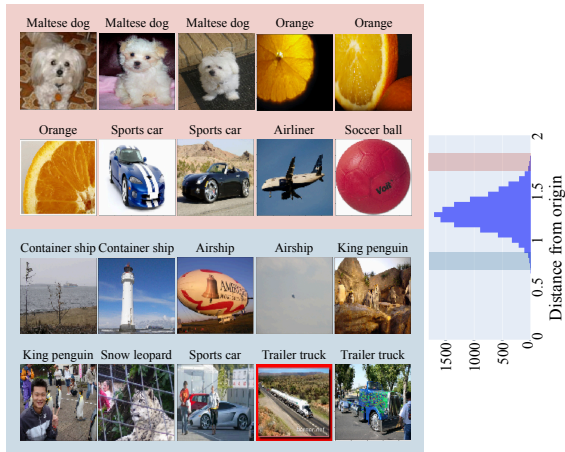 Maltese dog Maltese dog Maltese dog Orange Orange
Orange Sports car Sports car Airliner Soccer ball
Voit
Container ship Container ship Airship Airship King penguin
King penguin Snow leopard Sports car Trailer truck Trailer truck
2
1.5
1
0.5
0
Distance from origin
1500
1000
500
0